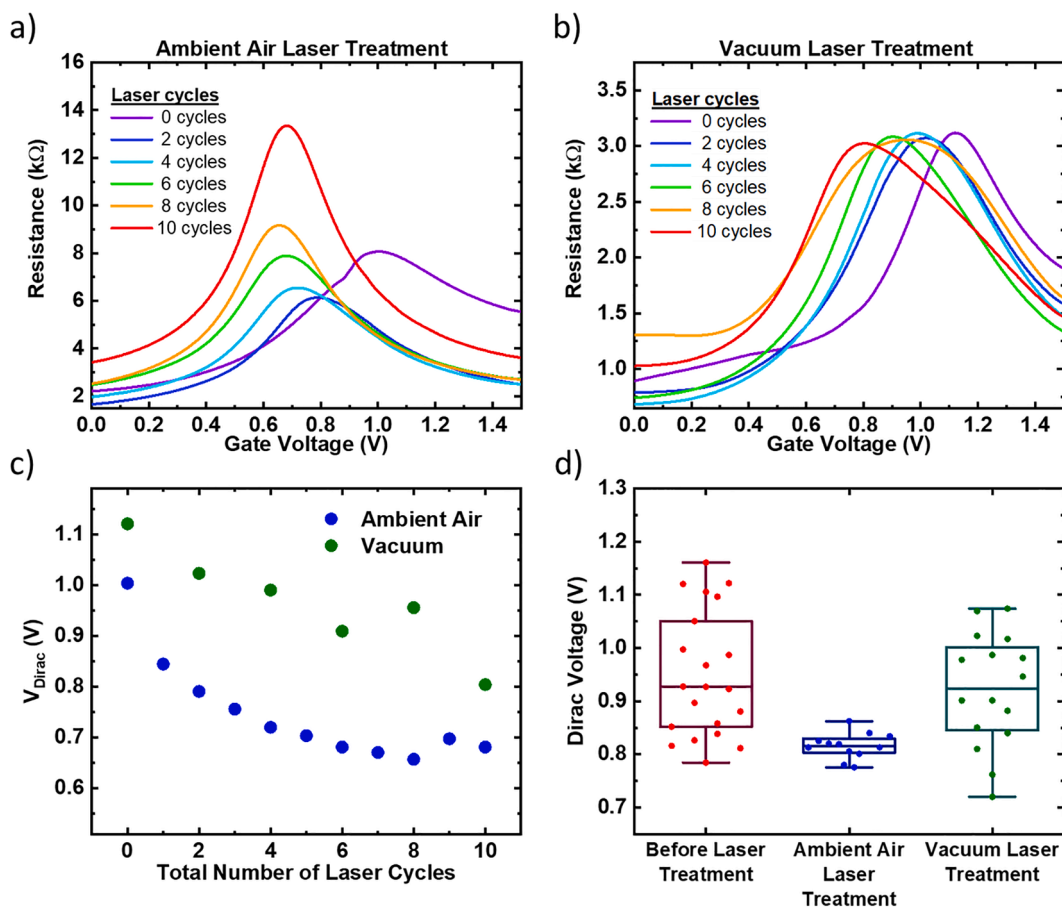 a)
Ambient Air Laser Treatment
16
14
12
10
8
6
4
2
Resistance (kΩ)
Laser cycles
0 cycles
2 cycles
4 cycles
6 cycles
8 cycles
10 cycles
0.0 0.2 0.4 0.6 0.8 1.0 1.2 1.4
Gate Voltage (V)
b)
Vacuum Laser Treatment
3.5
3.0
2.5
2.0
1.5
1.0
Resistance (kΩ)
Laser cycles
0 cycles
2 cycles
4 cycles
6 cycles
8 cycles
10 cycles
0.0 0.2 0.4 0.6 0.8 1.0 1.2 1.4
Gate Voltage (V)
c)
1.1
1.0
0.9
0.8
0.7
0.6
V_Dirac (V)
Ambient Air
Vacuum
0 2 4 6 8 10
Total Number of Laser Cycles
d)
1.3
1.2
1.1
1.0
0.9
0.8
0.7
Dirac Voltage (V)
Before Laser
Treatment
Ambient Air
Laser
Treatment
Vacuum Laser
Treatment